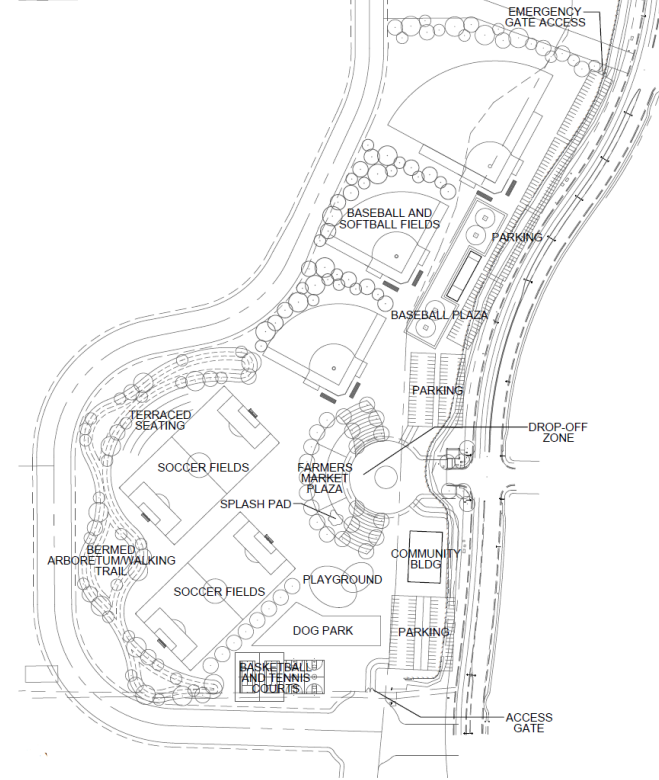 EMERGENCY
GATE ACCESS
BASEBALL AND
SOFTBALL FIELDS
PARKING
BASEBALL PLAZA
PARKING
TERRACED
SEATING
DROP-OFF
ZONE
SOCCER FIELDS
FARMERS
MARKET
PLAZA
SPLASH PAD
BERMED
ARBORETUM/WALKING
TRAIL
COMMUNITY
BLDG
PLAYGROUND
SOCCER FIELDS
DOG PARK
PARKING
BASKETBALL
AND TENNIS
COURTS
ACCESS
GATE